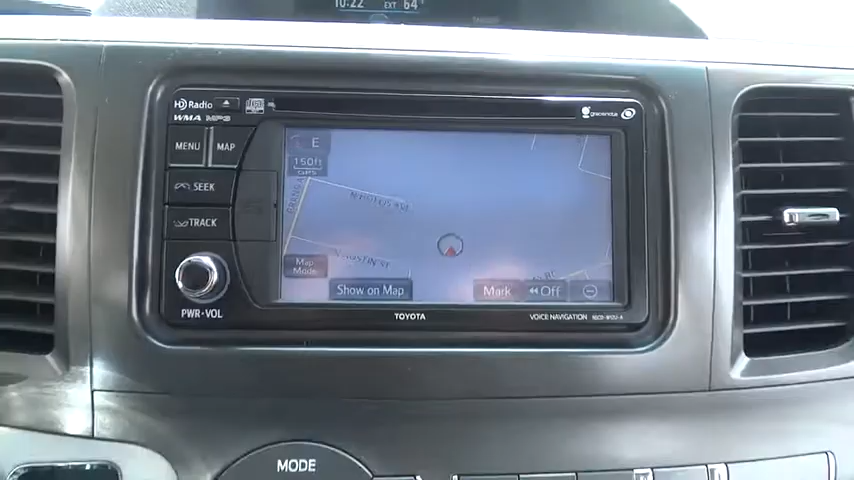 10:22 EXT 64
HD Radio
WMA MP3
gracenote
MENU MAP
SEEK
TRACK
PWR•VOL
E
150ft
GPS
Map
Mode
Show on Map
Mark
Off
TOYOTA
VOICE NAVIGATION
MODE